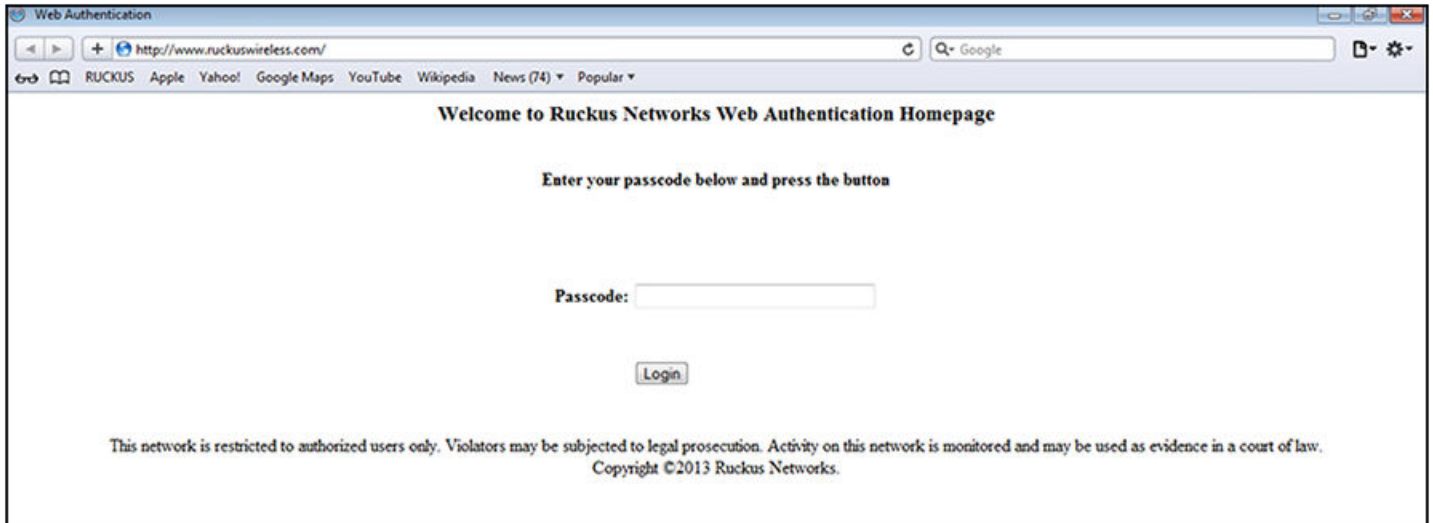 Web Authentication
http://www.ruckuswireless.com/
Google
RUCKUS Apple Yahoo! Google Maps YouTube Wikipedia News (74) Popular
Welcome to Ruckus Networks Web Authentication Homepage
Enter your passcode below and press the button
Passcode:
Login
This network is restricted to authorized users only. Violators may be subjected to legal prosecution. Activity on this network is monitored and may be used as evidence in a court of law.
Copyright ©2013 Ruckus Networks.